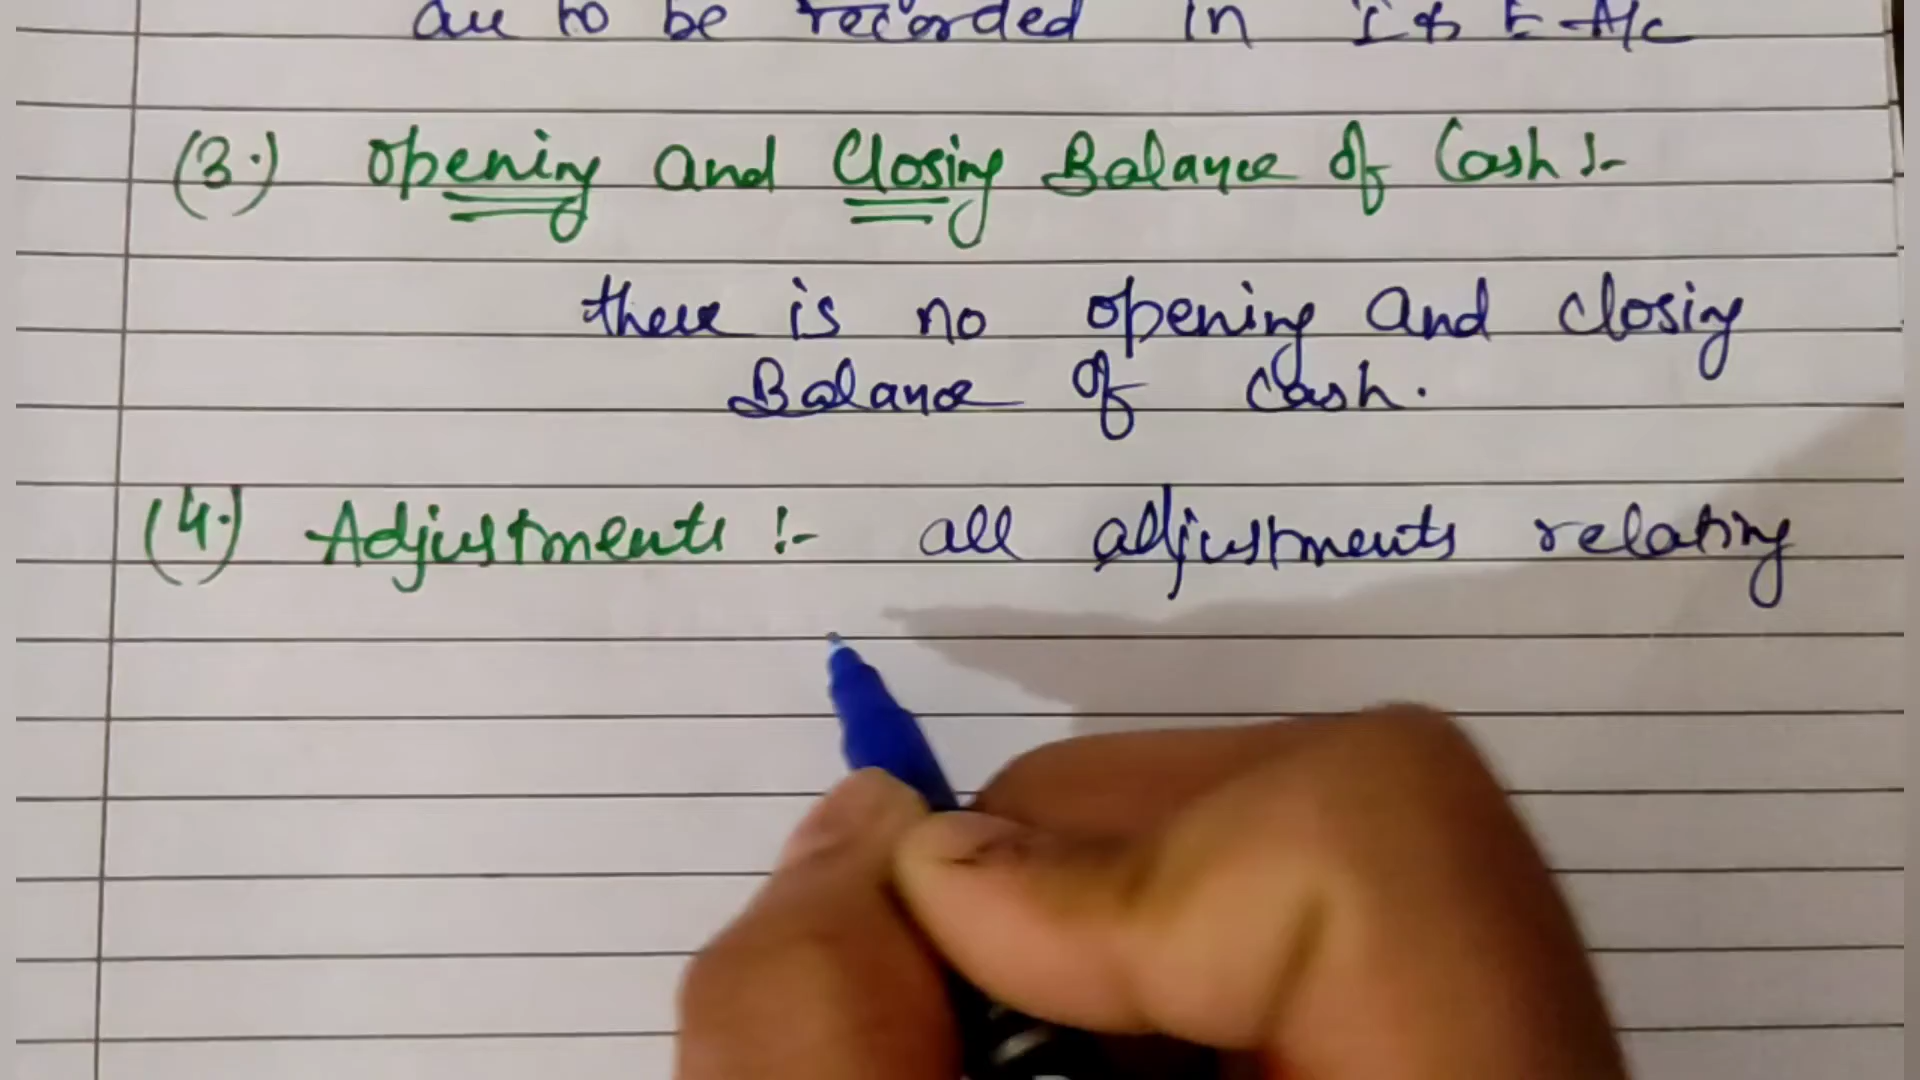 are to be recorded in I & E A/c
(3.) Opening and Closing Balance of Cash :-
there is no opening and closing
Balance of Cash.
(4.) Adjustments :- all adjustments relating